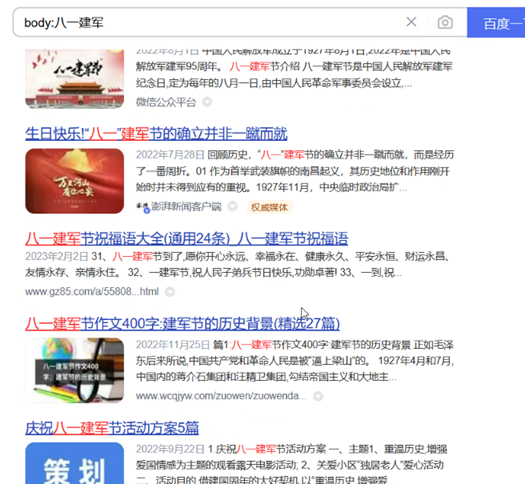 body:八一建军
百度一
2022年8月1日 中国人民解放军成立于1927年8月1日,2022年是中国人民
解放军建军95周年。 八一建军节介绍 八一建军节是中国人民解放军建军
纪念日,定为每年的八月一日,由中国人民革命军事委员会设立,...
微信公众平台
八一建军节
生日快乐!“八一”建军节的确立并非一蹴而就
2022年7月28日 回顾历史，“八一”建军节的确立并非一蹴而就，而是经历
了一番周折。01 作为首举武装旗帜的南昌起义，其历史地位和作用刚开
始时并未得到应有的重视。1927年11月，中央临时政治局扩...
澎湃新闻客户端
权威媒体
八一建军节祝福语大全(通用24条)_八一建军节祝福语
2023年2月2日 31、八一建军节到了,愿你开心永远、幸福永在、健康永久、平安永恒、财运永昌、
友情永存、亲情永住。 32、一建军节,祝人民子弟兵节日快乐,功勋卓著! 33、一到,祝...
www.gz85.com/a/55808...html
八一建军节作文400字:建军节的历史背景(精选27篇)
八一建军节作文400
字：建军节的历史背景
2022年11月25日 篇1:八一建军节作文400字:建军节的历史背景 正如毛泽
东后来所说,中国共产党和革命人民是被“逼上梁山”的。 1927年4月和7月,
中国内的蒋介石集团和汪精卫集团,勾结帝国主义和大地主...
www.wcqjyw.com/zuowen/zuowenda...
庆祝八一建军节活动方案5篇
策划
2022年9月22日 1.庆祝八一建军节活动方案 一、主题1、重温历史,增强
爱国情感为主题的观看露天电影活动; 2、关爱小区“独居老人”爱心活动
二、活动目的 借建国周年的大好契机,以“重温历史,增强爱